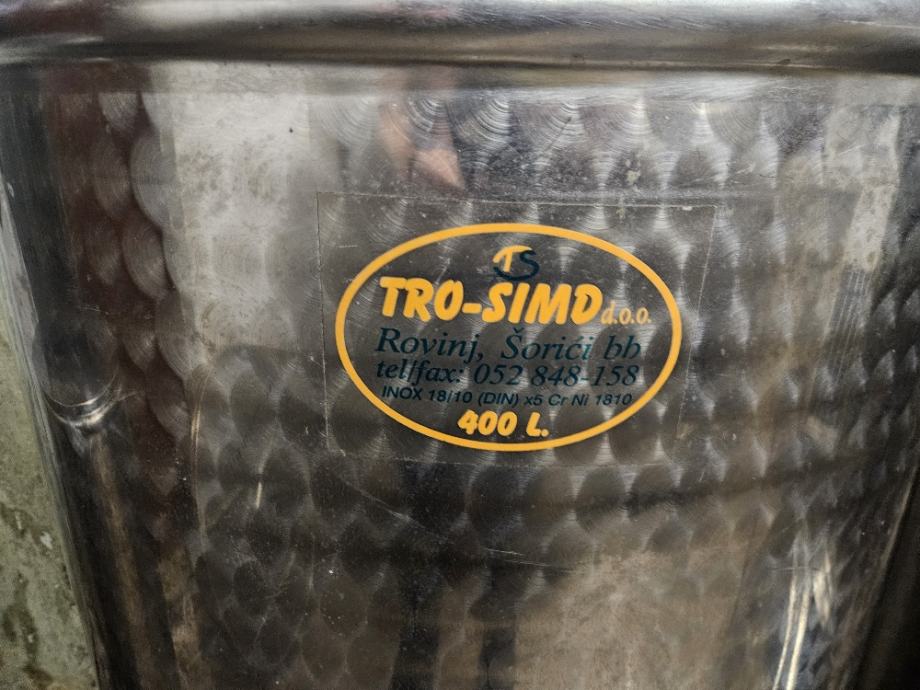 TS
TRO-SIMD d.o.o.
Rovinj, Šorići bb
tel/fax: 052 848-158
INOX 18/10 (DIN) x5 Cr Ni 1810
400 L.